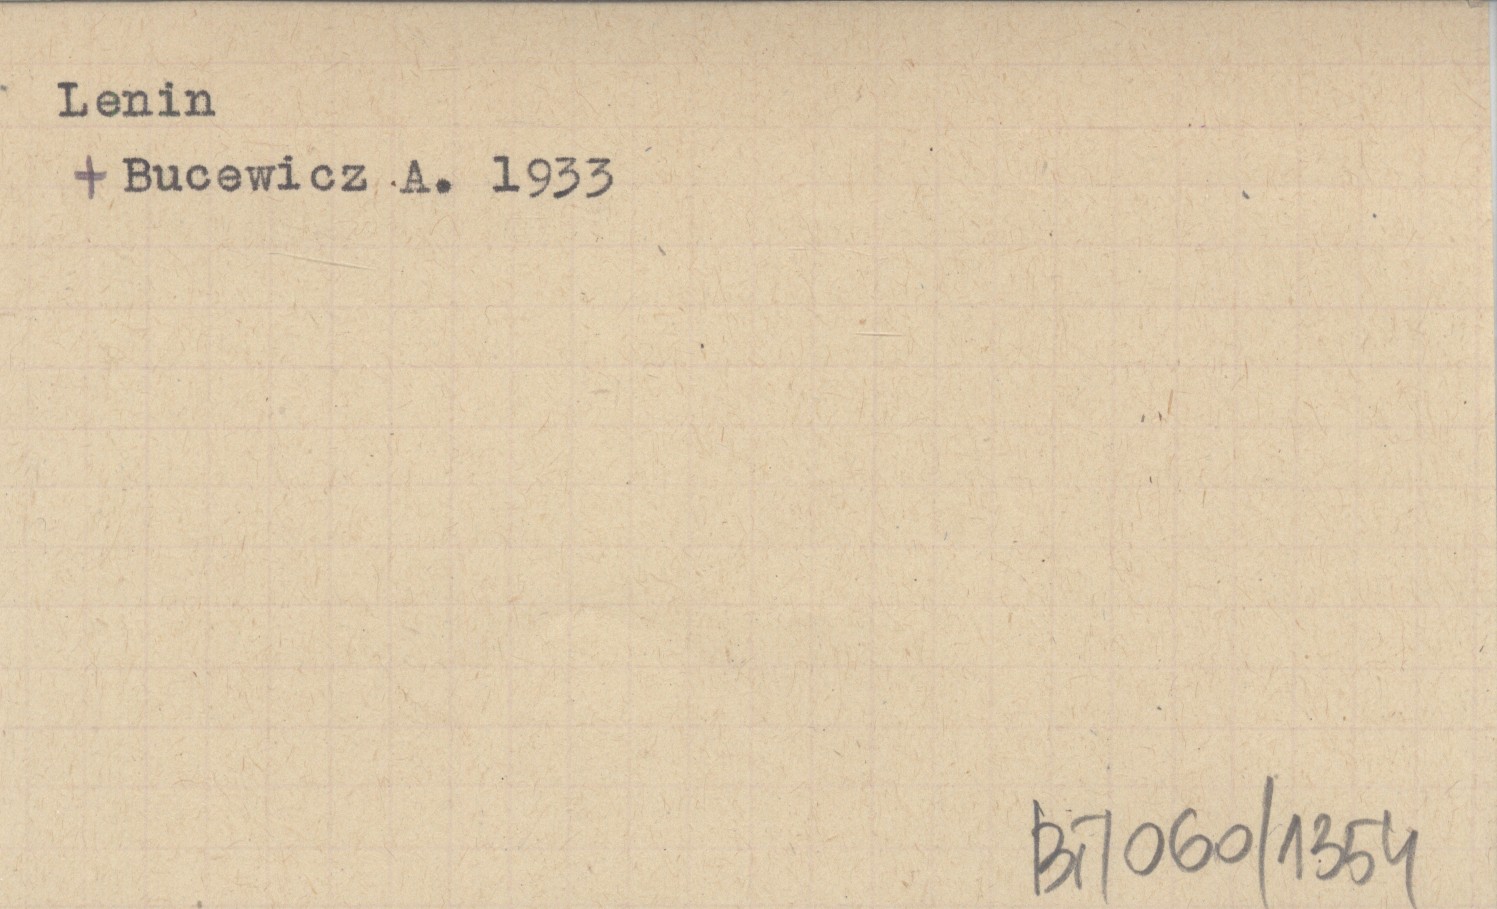 Lenin
+ Bucewicz A. 1933
Bi7060/1354